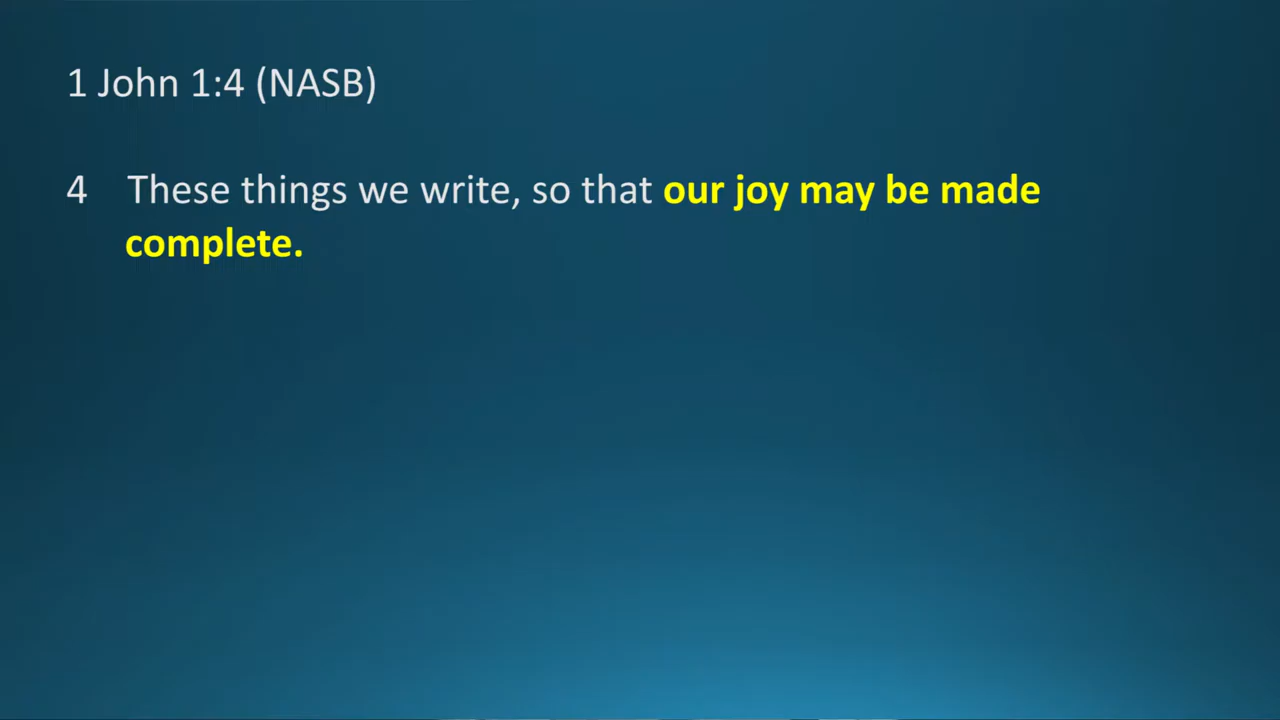 1 John 1:4 (NASB)
4 These things we write, so that our joy may be made
complete.